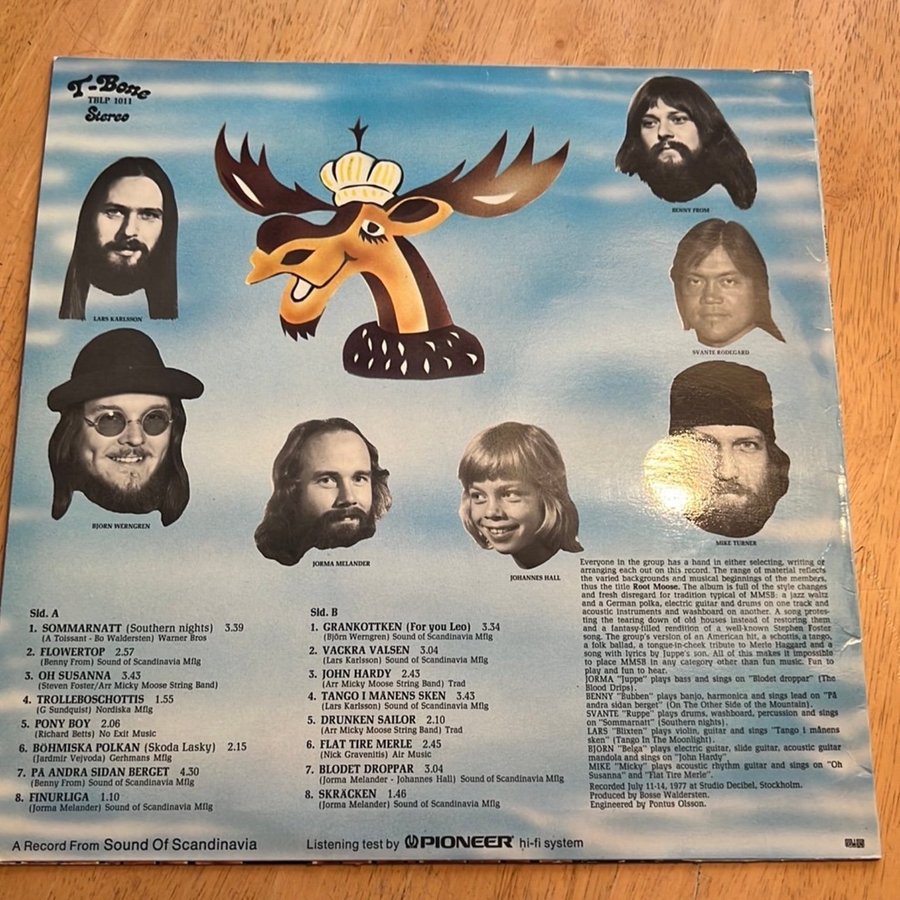 T-Bone
TBLP 1011
Stereo
LARS KARLSSON
BENNY FROM
SVANTE RODEGARD
BJORN WERNGREN
JORMA MELANDER
JOHANNES HALL
MIKE TURNER
Sid. A
1. SOMMARNATT (Southern nights) 3.39
(A Toissant - Bo Waldersten) Warner Bros
2. FLOWERTOP 2.57
(Benny From) Sound of Scandinavia Mflg
3. OH SUSANNA 3.43
(Steven Foster/Arr Micky Moose String Band)
4. TROLLEBOSCHOTTIS 1.55
(G Sundquist) Nordiska Mflg
5. PONY BOY 2.06
(Richard Betts) No Exit Music
6. BÖHMISKA POLKAN (Skoda Lasky) 2.15
(Jardmir Vejvoda) Gerhmans Mflg
7. PÅ ANDRA SIDAN BERGET 4.30
(Benny From) Sound of Scandinavia Mflg
8. FINURLIGA 1.10
(Jorma Melander) Sound of Scandinavia Mflg
Sid. B
1. GRANKOTTKEN (For you Leo) 3.34
(Björn Werngren) Sound of Scandinavia Mflg
2. VACKRA VALSEN 3.04
(Lars Karlsson) Sound of Scandinavia Mflg
3. JOHN HARDY 2.43
(Arr Micky Moose String Band) Trad
4. TANGO I MÅNENS SKEN 3.43
(Lars Karlsson) Sound of Scandinavia Mflg
5. DRUNKEN SAILOR 2.10
(Arr Micky Moose String Band) Trad
6. FLAT TIRE MERLE 2.45
(Nick Gravenitis) Air Music
7. BLODET DROPPAR 3.04
(Jorma Melander - Johannes Hall) Sound of Scandinavia Mflg
8. SKRÄCKEN 1.46
(Jorma Melander) Sound of Scandinavia Mflg
Everyone in the group has a hand in either selecting, writing or
arranging each out on this record. The range of material reflects
the varied backgrounds and musical beginnings of the members,
thus the title Root Moose. The album is full of the style changes
and fresh disregard for tradition typical of MMSB: a jazz waltz
and a German polka, electric guitar and drums on one track and
acoustic instruments and washboard on another. A song protes-
ting the tearing down of old houses instead of restoring them
and a fantasy-filled rendition of a well-known Stephen Foster
song. The group's version of an American hit, a schottis, a tango,
a folk ballad, a tongue-in-cheek tribute to Merle Haggard and a
song with lyrics by Juppe's son. All of this makes it impossible
to place MMSB in any category other than fun music. Fun to
play and fun to hear.
JORMA "Juppe" plays bass and sings on "Blodet droppar" (The
Blood Drips).
BENNY "Bubben" plays banjo, harmonica and sings lead on "På
andra sidan berget" (On The Other Side of the Mountain).
SVANTE "Ruppe" plays drums, washboard, percussion and sings
on "Sommarnatt" (Southern nights).
LARS "Blixten" plays violin, guitar and sings "Tango i månens
sken" (Tango In The Moonlight).
BJORN "Belga" plays electric guitar, slide guitar, acoustic guitar
mandola and sings on "John Hardy"
MIKE "Micky" plays acoustic rhythm guitar and sings on "Oh
Susanna" and "Flat Tire Merle".
Recorded July 11-14, 1977 at Studio Decibel, Stockholm.
Produced by Bosse Waldersten.
Engineered by Pontus Olsson.
A Record From Sound Of Scandinavia
Listening test by PIONEER hi-fi system